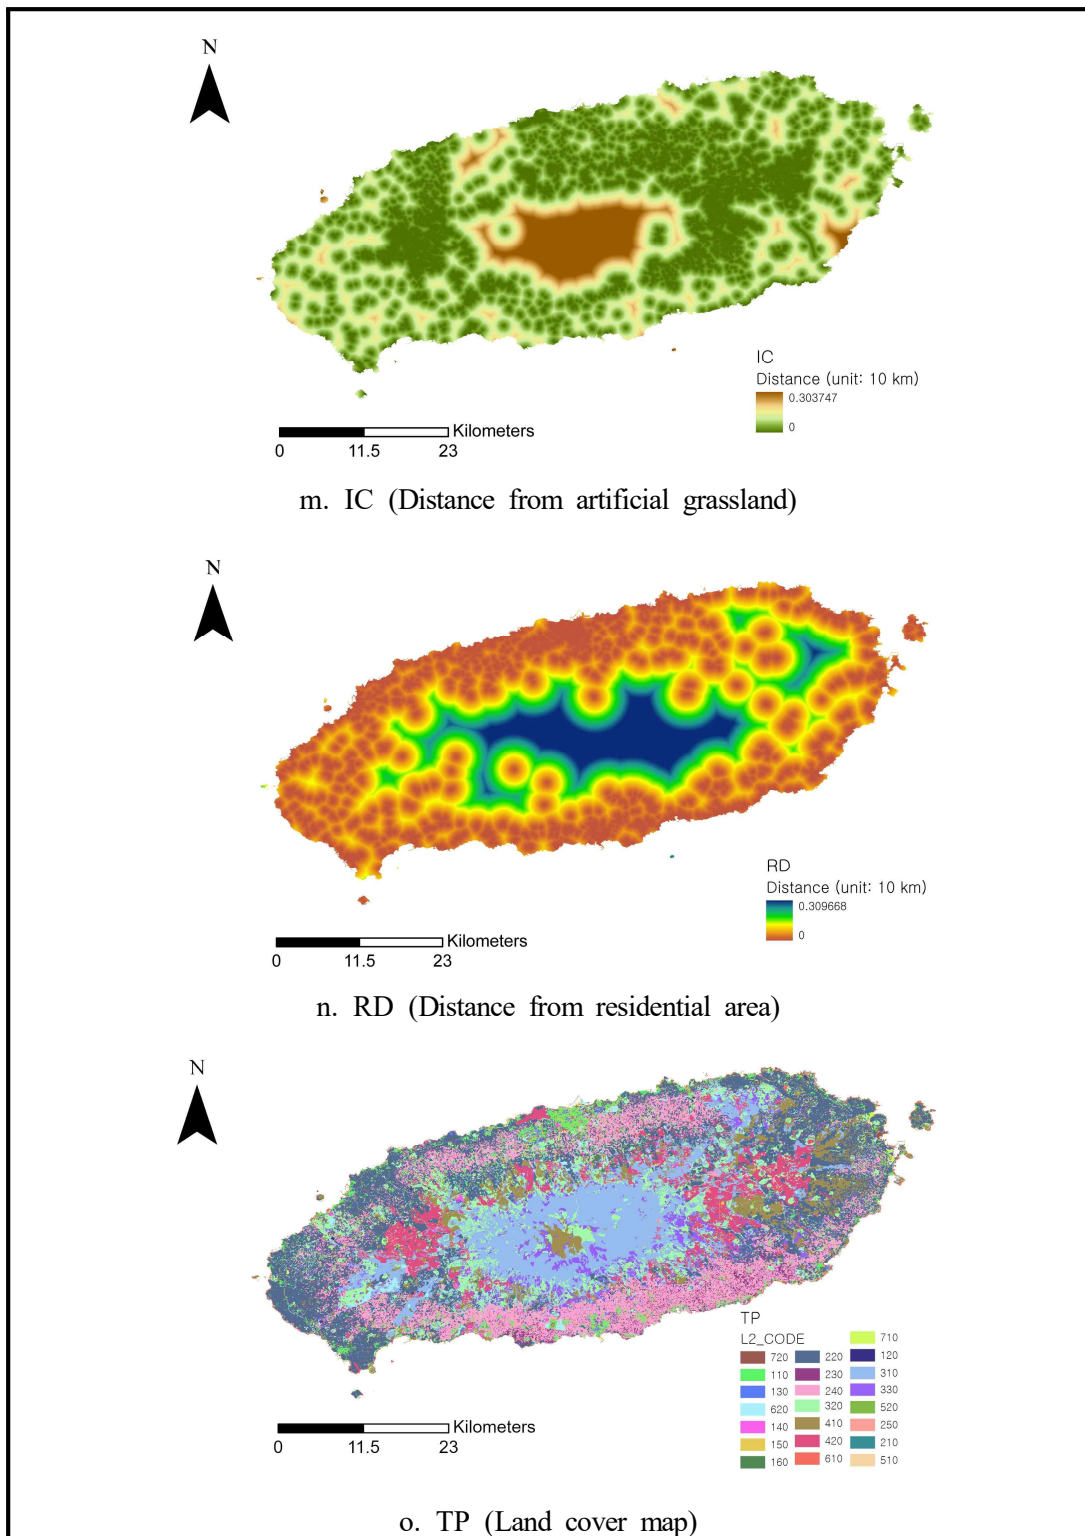 N
IC
Distance (unit: 10 km)
0.303747
0
Kilometers
0 11.5 23
m. IC (Distance from artificial grassland)
N
RD
Distance (unit: 10 km)
0.309668
0
Kilometers
0 11.5 23
n. RD (Distance from residential area)
N
TP
L2_CODE
720
110
130
620
140
150
160
220
230
240
320
410
420
610
710
120
310
330
520
250
210
510
Kilometers
0 11.5 23
o. TP (Land cover map)